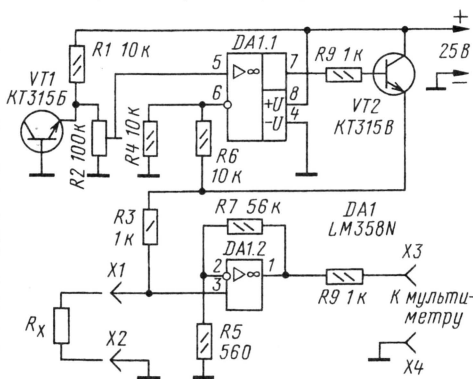 R1 10к
DA1.1
+
R9 1к
25 В
–
VT1
КТ315Б
5
▷∞
7
6
8
+U
4
-U
VT2
КТ315В
R2 100к
R4 10к
R6
10к
R3
1к
R7 56к
DA1
LM358N
DA1.2
X1
2
▷∞
1
3
X3
R9 1к
К мульти-
метру
Rx
X2
R5
560
X4